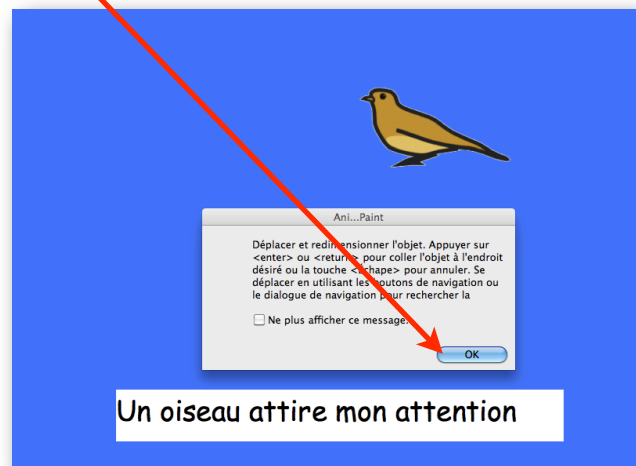 Ani...Paint
Déplacer et redimensionner l'objet. Appuyer sur
<enter> ou <return> pour coller l'objet à l'endroit
désiré ou la touche <Échape> pour annuler. Se
déplacer en utilisant les boutons de navigation ou
le dialogue de navigation pour rechercher la
Ne plus afficher ce message.
OK
Un oiseau attire mon attention